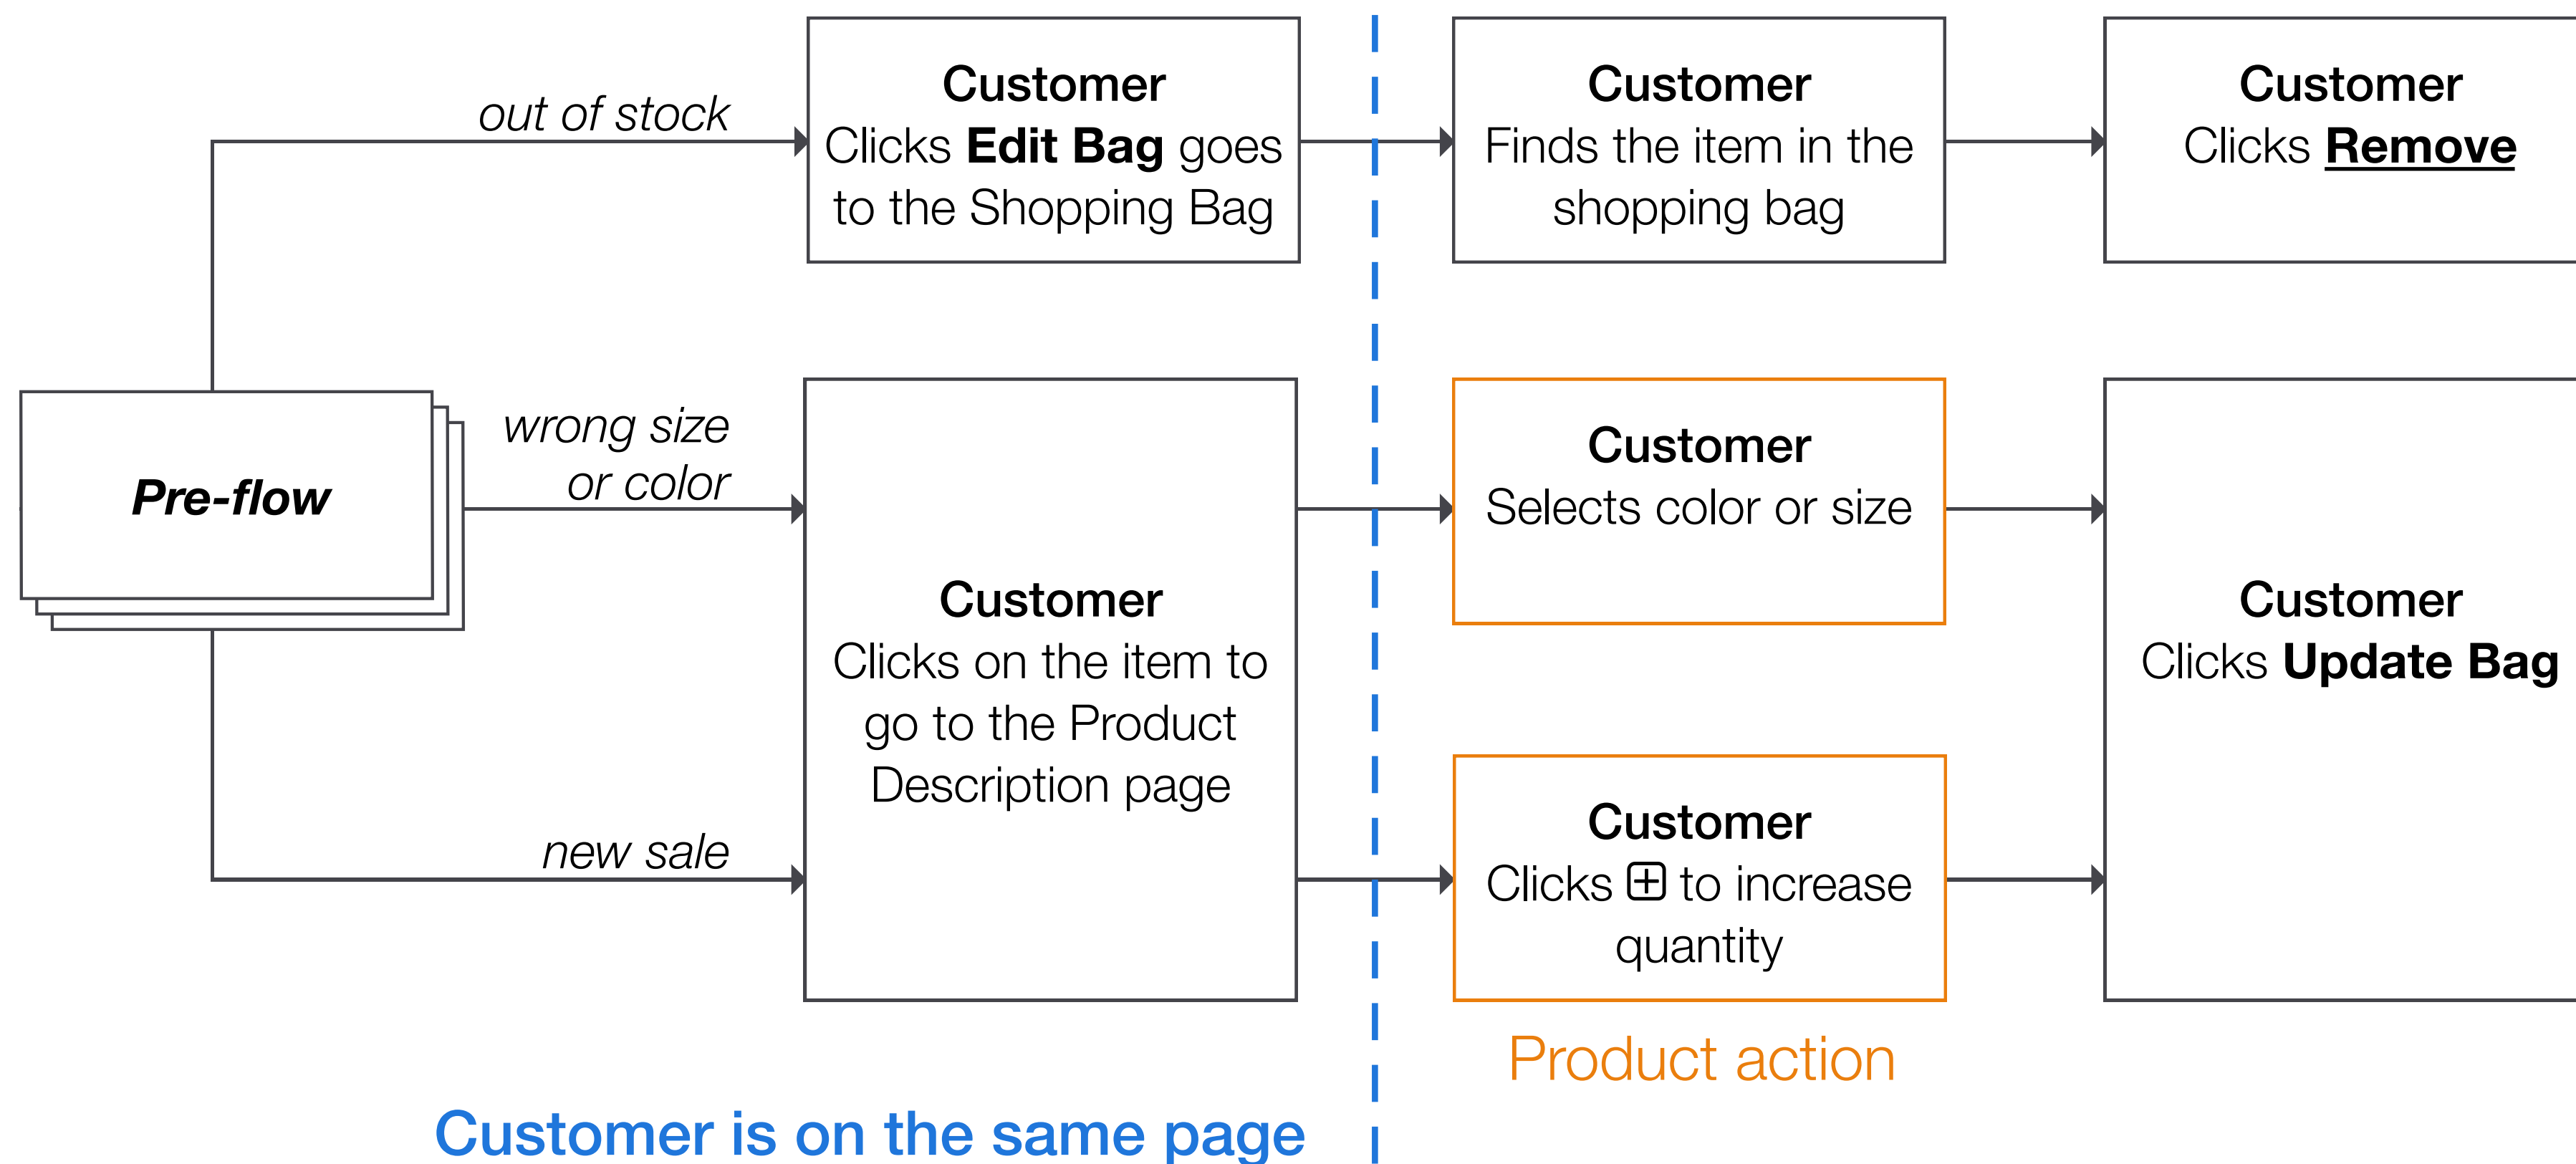 out of stock
Customer
Clicks Edit Bag goes
to the Shopping Bag
Customer
Finds the item in the
shopping bag
Customer
Clicks Remove
Pre-flow
wrong size
or color
new sale
Customer
Clicks on the item to
go to the Product
Description page
Customer
Selects color or size
Customer
Clicks ⊞ to increase
quantity
Customer
Clicks Update Bag
Product action
Customer is on the same page